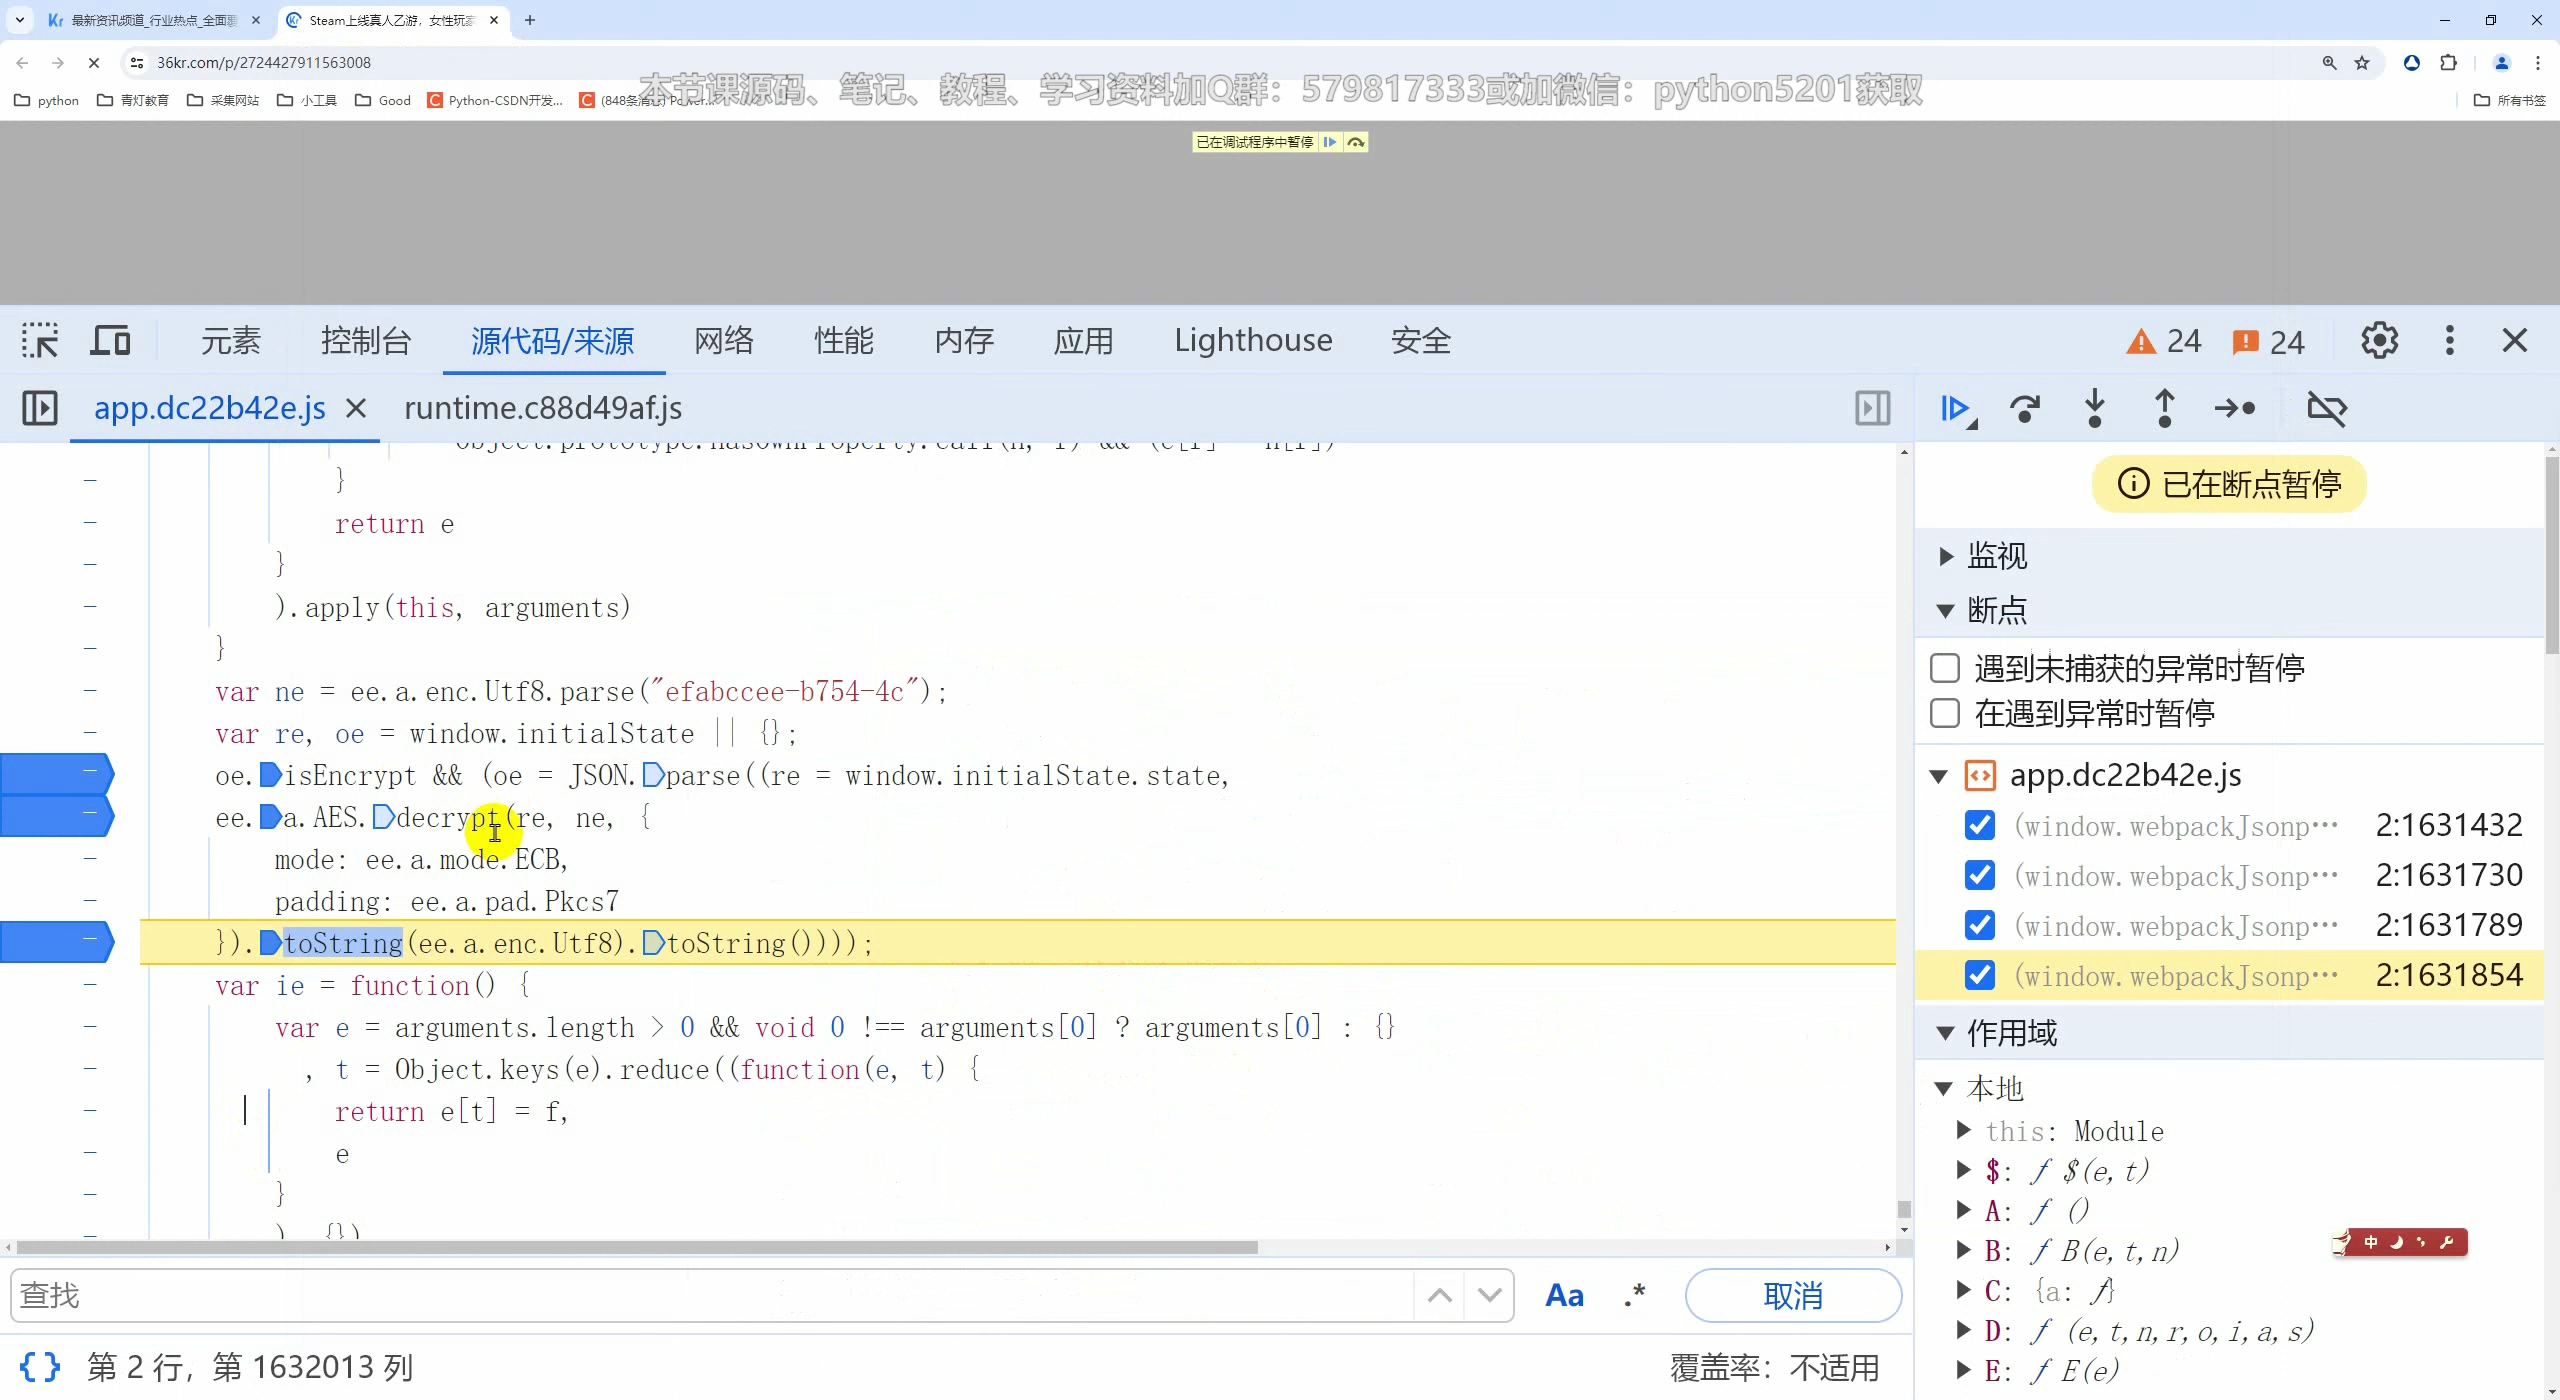 最新资讯频道_行业热点_全面
Steam上线真人乙游，女性玩家
36kr.com/p/2724427911563008
本节课源码、笔记、教程、学习资料加Q群：579817333或加微信：python5201获取
python
青灯教育
采集网站
小工具
Good
Python-CSDN开发...
所有书签
已在调试程序中暂停
元素
控制台
源代码/来源
网络
性能
内存
应用
Lighthouse
安全
24
24
app.dc22b42e.js
runtime.c88d49af.js
}
return e
}
).apply(this, arguments)
}
var ne = ee.a.enc.Utf8.parse("efabccee-b754-4c");
var re, oe = window.initialState || {};
oe.isEncrypt && (oe = JSON.parse((re = window.initialState.state,
ee.a.AES.decrypt(re, ne, {
mode: ee.a.mode.ECB,
padding: ee.a.pad.Pkcs7
}).toString(ee.a.enc.Utf8).toString())));
var ie = function() {
var e = arguments.length > 0 && void 0 !== arguments[0] ? arguments[0] : {}
, t = Object.keys(e).reduce((function(e, t) {
return e[t] = f,
e
}
), {})
查找
Aa
.*
取消
{} 第 2 行，第 1632013 列
覆盖率：不适用
已在断点暂停
监视
断点
遇到未捕获的异常时暂停
在遇到异常时暂停
app.dc22b42e.js
(window.webpackJsonp… 2:1631432
(window.webpackJsonp… 2:1631730
(window.webpackJsonp… 2:1631789
(window.webpackJsonp… 2:1631854
作用域
本地
this: Module
$: ƒ $(e,t)
A: ƒ ()
B: ƒ B(e,t,n)
C: {a: ƒ}
D: ƒ (e,t,n,r,o,i,a,s)
E: ƒ E(e)
中